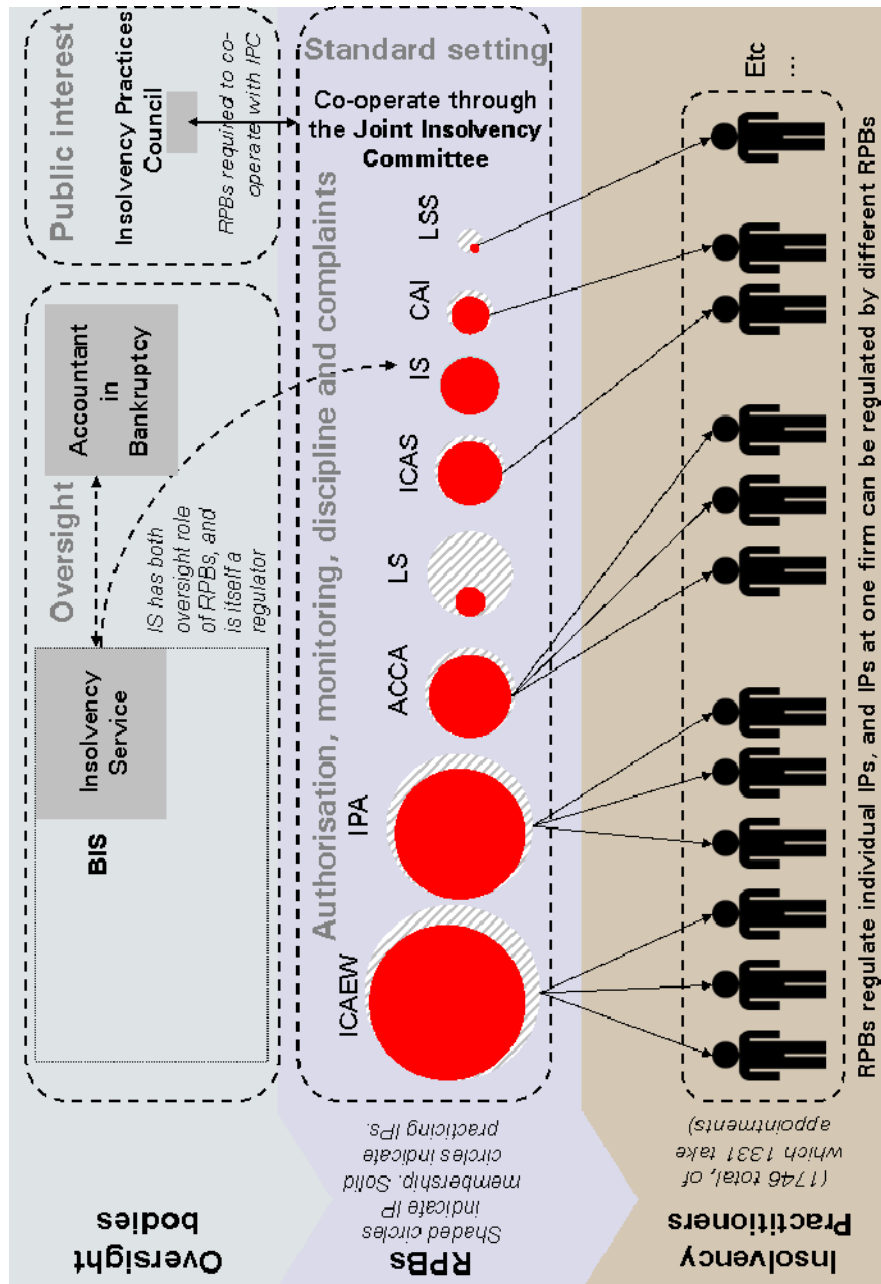 Oversight
bodies
BIS
Insolvency
Service
Oversight
IS has both
oversight role
of RPBs, and
is itself a
regulator
Accountant
in
Bankruptcy
Public interest
Insolvency Practices
Council
RPBs required to co-
operate with IPC
RPBs
Shaded circles
indicate IP
membership. Solid
circles indicate
practicing IPs.
Authorisation, monitoring, discipline and complaints
ICAEW
IPA
ACCA
LS
ICAS
IS
CAI
LSS
Standard setting
Co-operate through
the Joint Insolvency
Committee
Insolvency
Practitioners
(1746 total, of
which 1331 take
appointments)
Etc
...
RPBs regulate individual IPs, and IPs at one firm can be regulated by different RPBs